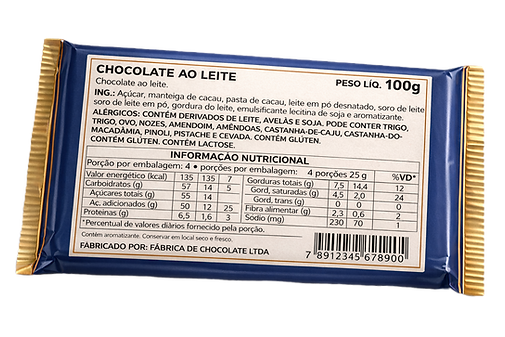 CHOCOLATE AO LEITE
PESO LÍQ. 100g
Chocolate ao leite.
ING.: Açúcar, manteiga de cacau, pasta de cacau, leite em pó desnatado, soro de leite
soro de leite em pó, gordura do leite, emulsificante lecitina de soja e aromatizante.
ALÉRGICOS: CONTÉM DERIVADOS DE LEITE, AVELÃS E SOJA. PODE CONTER TRIGO,
TRIGO, OVO, NOZES, AMENDOIM, AMÊNDOAS, CASTANHA-DE-CAJU, CASTANHA-DO-
MACADÂMIA, PINOLI, PISTACHE E CEVADA. CONTÉM GLÚTEN.
CONTÉM GLÚTEN. CONTÉM LACTOSE.
INFORMAÇÃO NUTRICIONAL
Porção por embalagem: 4 • porções por embalagem: 4 porções 25 g %VD*
Valor energético (kcal) 135 135 7 Gorduras totais (g) 7,5 14,4 12
Carboidratos (g) 57 14 5 Gord, saturadas (g) 4,5 2,0 24
Açúcares totais (g) 55 14 Gord, trans (g) 0
Ac, adicionados (g) 50 12 25 Fibra alimentar (g) 2,3 0,6 2
Proteínas (g) 6,5 1,6 3 Sódio (mg) 230 70 1
*Percentual de valores diários fornecido pela porção.
Contém aromatizante. Conservar em local seco e fresco.
FABRICADO POR: FÁBRICA DE CHOCOLATE LTDA
7 8912345 678900